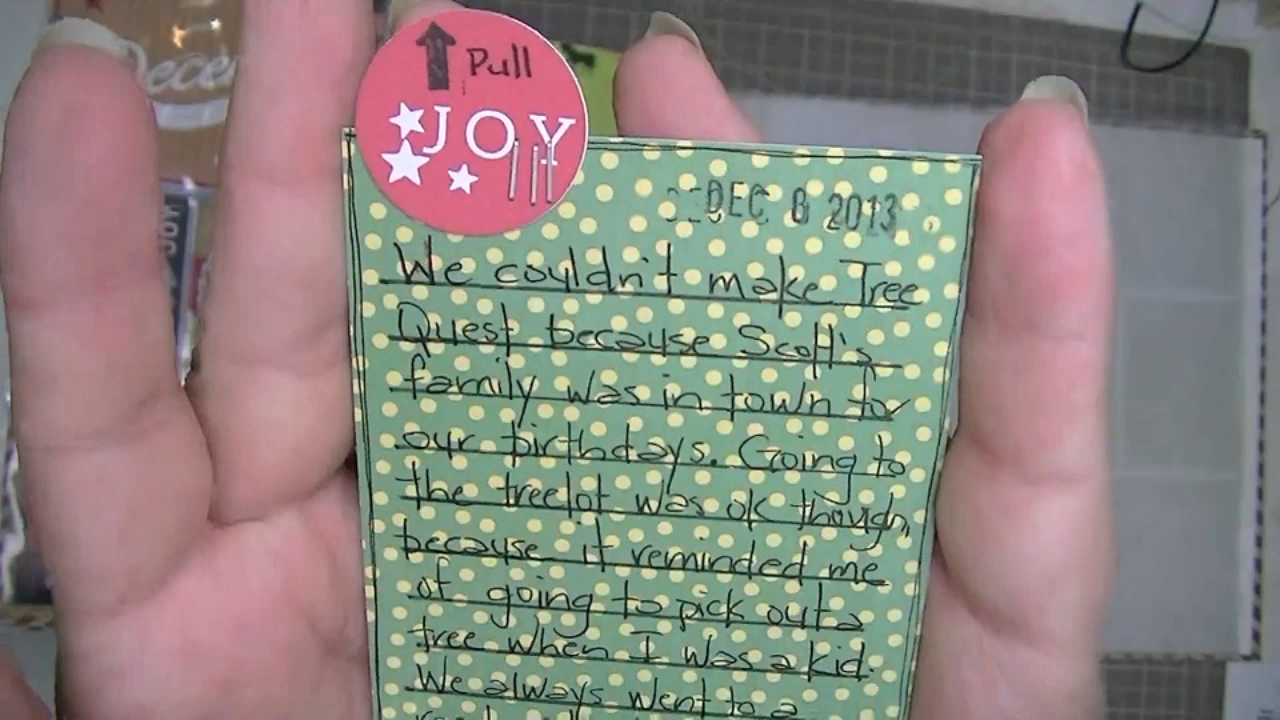 Decem
Pull
JOY
JOY
DEC 8 2013
We couldn't make Tree
Quest because Scott's
family was in town for
our birthdays. Going to
the treelot was ok though,
because it reminded me
of going to pick out a
tree when I was a kid.
We always went to a